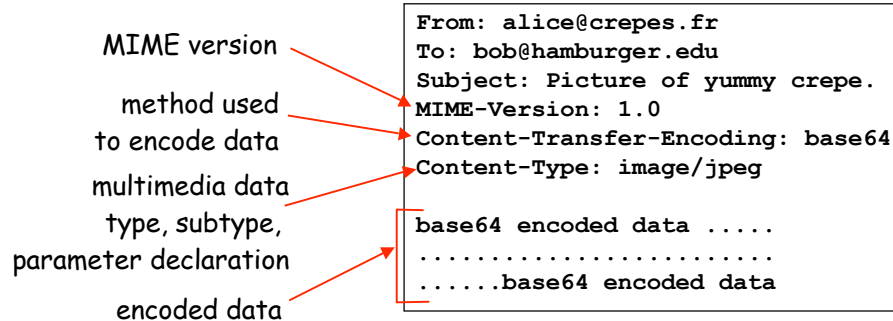 MIME version
method used
to encode data
multimedia data
type, subtype,
parameter declaration
encoded data
From: alice@crepes.fr
To: bob@hamburger.edu
Subject: Picture of yummy crepe.
MIME-Version: 1.0
Content-Transfer-Encoding: base64
Content-Type: image/jpeg
base64 encoded data .....
..........................
......base64 encoded data